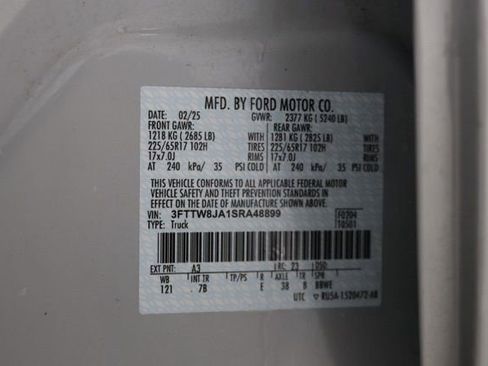 MFD. BY FORD MOTOR CO.
DATE: 02/25 GVWR: 2377 KG ( 5240 LB)
FRONT GAWR: REAR GAWR:
1218 KG ( 2685 LB) WITH 1281 KG ( 2825 LB) WITH
225/65R17 102H TIRES 225/65R17 102H TIRES
17x7.0J RIMS 17x7.0J RIMS
AT 240 kPa/ 35 PSI COLD AT 240 kPa/ 35 PSI COLD
THIS VEHICLE CONFORMS TO ALL APPLICABLE FEDERAL MOTOR
VEHICLE SAFETY AND THEFT PREVENTION STANDARDS IN
EFFECT ON THE DATE OF MANUFACTURE SHOWN ABOVE.
VIN: 3FTTW8JA1SRA48899 F0204
TYPE: Truck T0501
EXT PNT: A3 RC: 23 DSO:
WB INT TR TP/PS R AXLE TR SPR
121 7B E 38 B BBWE
UTC